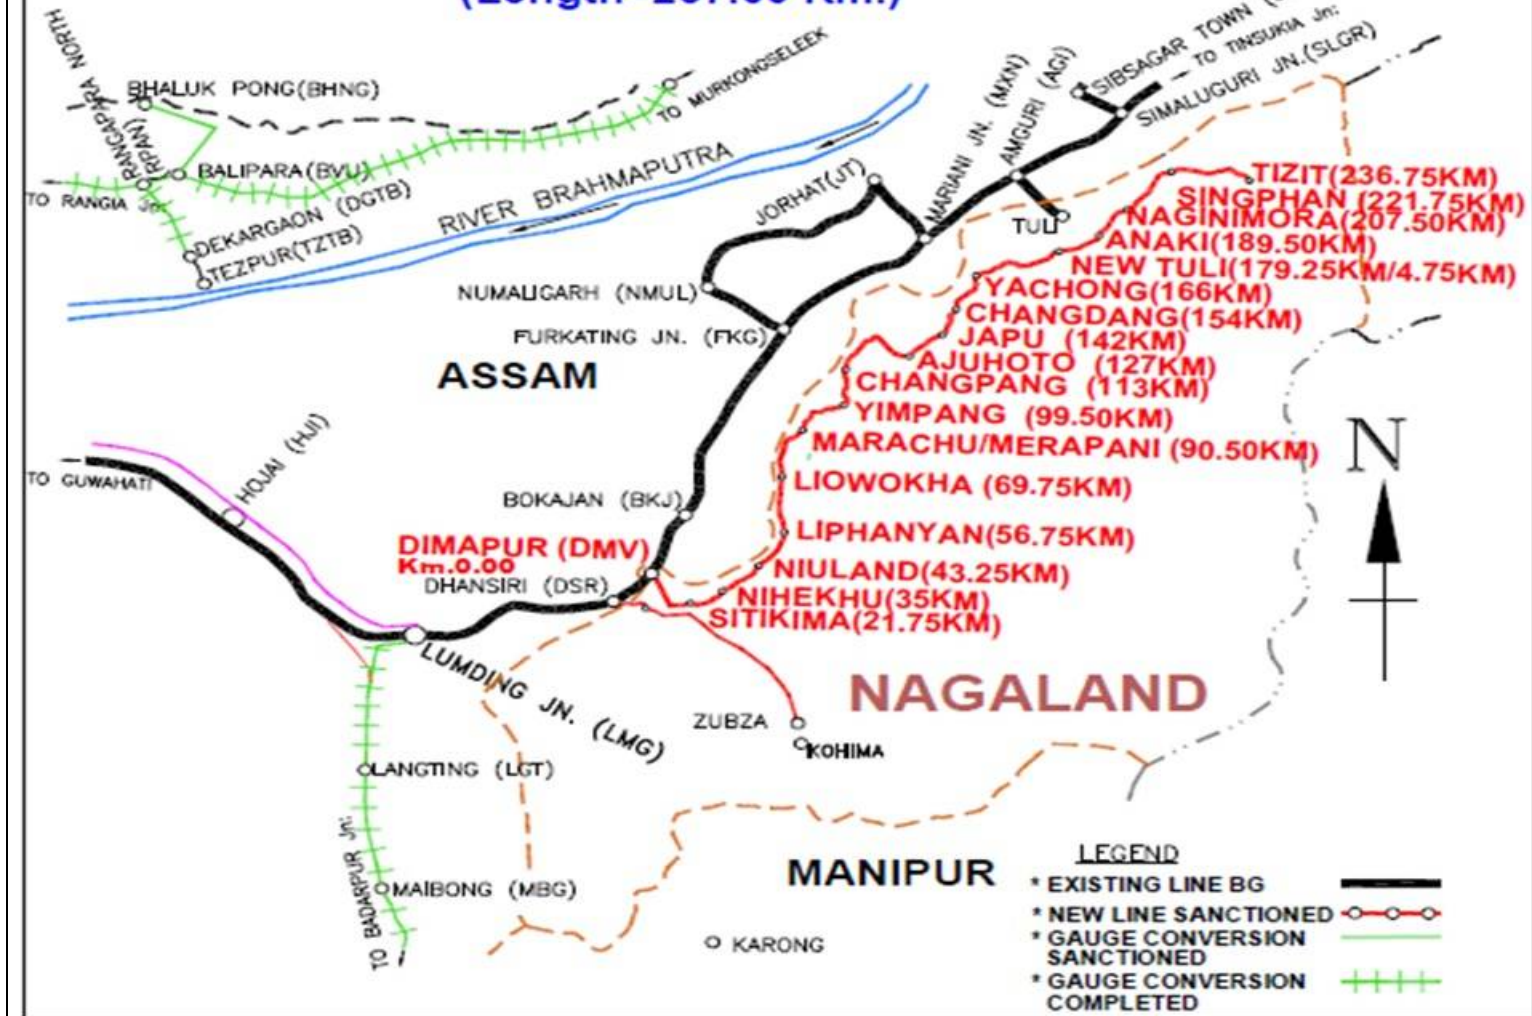 RANGAPARA NORTH
(RPAN)
BHALUK PONG(BHNG)
TO MURKONGSELEEK
BALIPARA(BVU)
TO RANGIA Jn:
DEKARGAON (DGTB)
TEZPUR(TZTB)
RIVER BRAHMAPUTRA
SIBSAGAR TOWN
TO TINSUKIA Jn:
SIMALUGURI JN.(SLGR)
AMGURI (AGI)
MARIANI JN. (MXN)
JORHAT(JT)
TULI
NUMALIGARH (NMUL)
FURKATING JN. (FKG)
TIZIT(236.75KM)
SINGPHAN (221.75KM)
NAGINIMORA(207.50KM)
ANAKI(189.50KM)
NEW TULI(179.25KM/4.75KM)
YACHONG(166KM)
CHANGDANG(154KM)
JAPU (142KM)
AJUHOTO (127KM)
CHANGPANG (113KM)
YIMPANG (99.50KM)
MARACHU/MERAPANI (90.50KM)
LIOWOKHA (69.75KM)
LIPHANYAN(56.75KM)
NIULAND(43.25KM)
NIHEKHU(35KM)
SITIKIMA(21.75KM)
ASSAM
N
HOJAI (HJI)
TO GUWAHATI
BOKAJAN (BKJ)
DIMAPUR (DMV)
Km.0.00
DHANSIRI (DSR)
LUMDING JN. (LMG)
NAGALAND
ZUBZA
KOHIMA
LANGTING (LGT)
TO BADARPUR Jn:
MAIBONG (MBG)
MANIPUR
KARONG
LEGEND
* EXISTING LINE BG
* NEW LINE SANCTIONED
* GAUGE CONVERSION
SANCTIONED
* GAUGE CONVERSION
COMPLETED